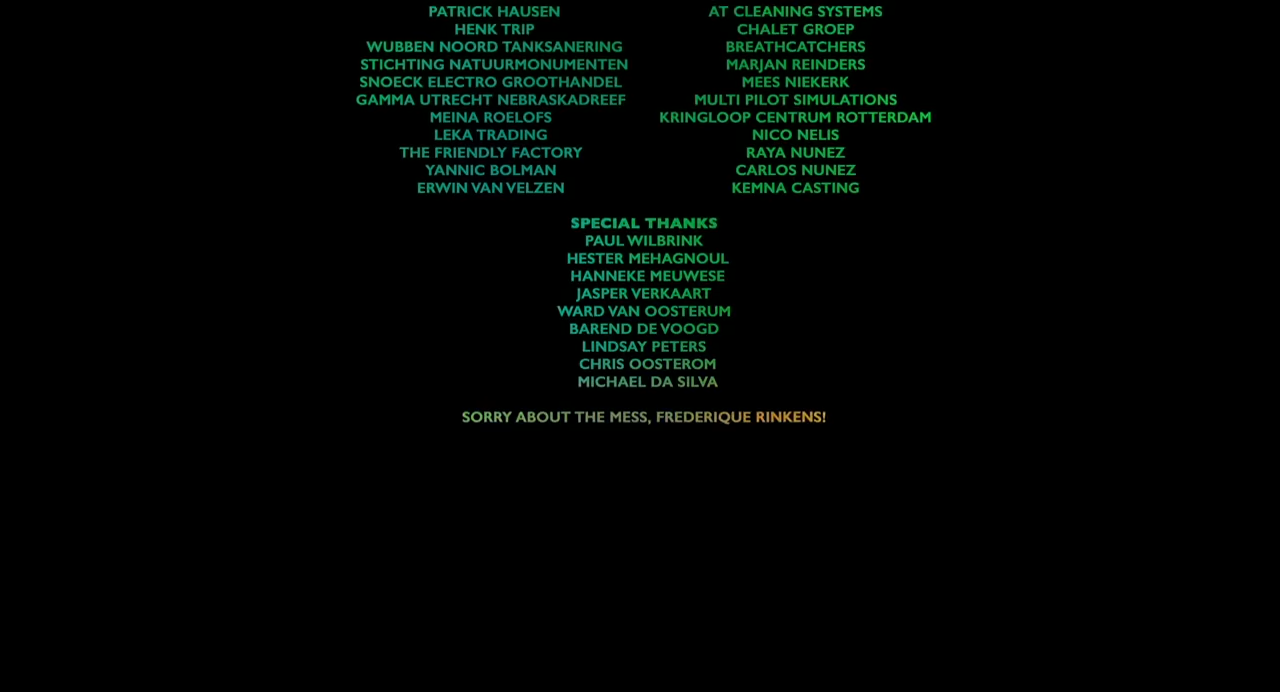 PATRICK HAUSEN
HENK TRIP
WUBBEN NOORD TANKSANERING
STICHTING NATUURMONUMENTEN
SNOECK ELECTRO GROOTHANDEL
GAMMA UTRECHT NEBRASKADREEF
MEINA ROELOFS
LEKA TRADING
THE FRIENDLY FACTORY
YANNIC BOLMAN
ERWIN VAN VELZEN
AT CLEANING SYSTEMS
CHALET GROEP
BREATHCATCHERS
MARJAN REINDERS
MEES NIEKERK
MULTI PILOT SIMULATIONS
KRINGLOOP CENTRUM ROTTERDAM
NICO NELIS
RAYA NUNEZ
CARLOS NUNEZ
KEMNA CASTING
SPECIAL THANKS
PAUL WILBRINK
HESTER MEHAGNOUL
HANNEKE MEUWESE
JASPER VERKAART
WARD VAN OOSTERUM
BAREND DE VOOGD
LINDSAY PETERS
CHRIS OOSTEROM
MICHAEL DA SILVA
SORRY ABOUT THE MESS, FREDERIQUE RINKENS!